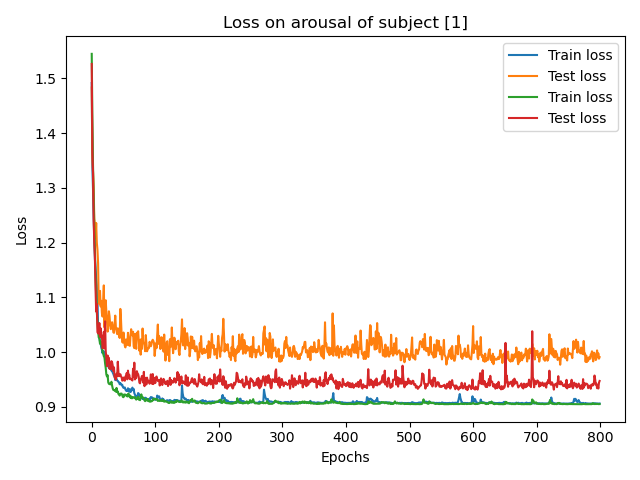 Loss on arousal of subject [1]
Train loss
Test loss
Train loss
Test loss
Loss
1.5
1.4
1.3
1.2
1.1
1.0
0.9
0 100 200 300 400 500 600 700 800
Epochs